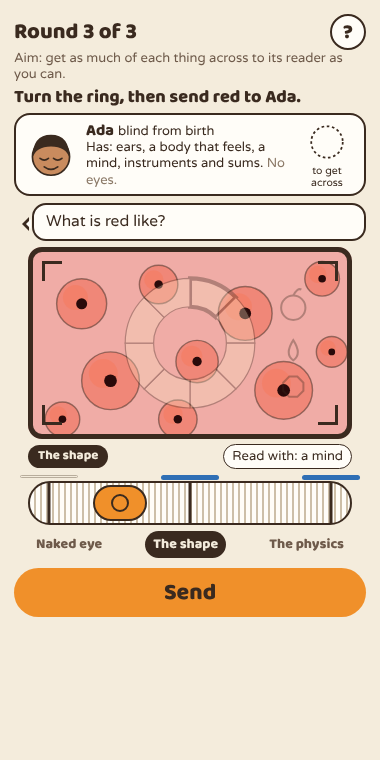 Round 3 of 3
?
Aim: get as much of each thing across to its reader as
you can.
Turn the ring, then send red to Ada.
Ada blind from birth
Has: ears, a body that feels, a
mind, instruments and sums. No
eyes.
to get
across
What is red like?
The shape
Read with: a mind
Naked eye
The shape
The physics
Send